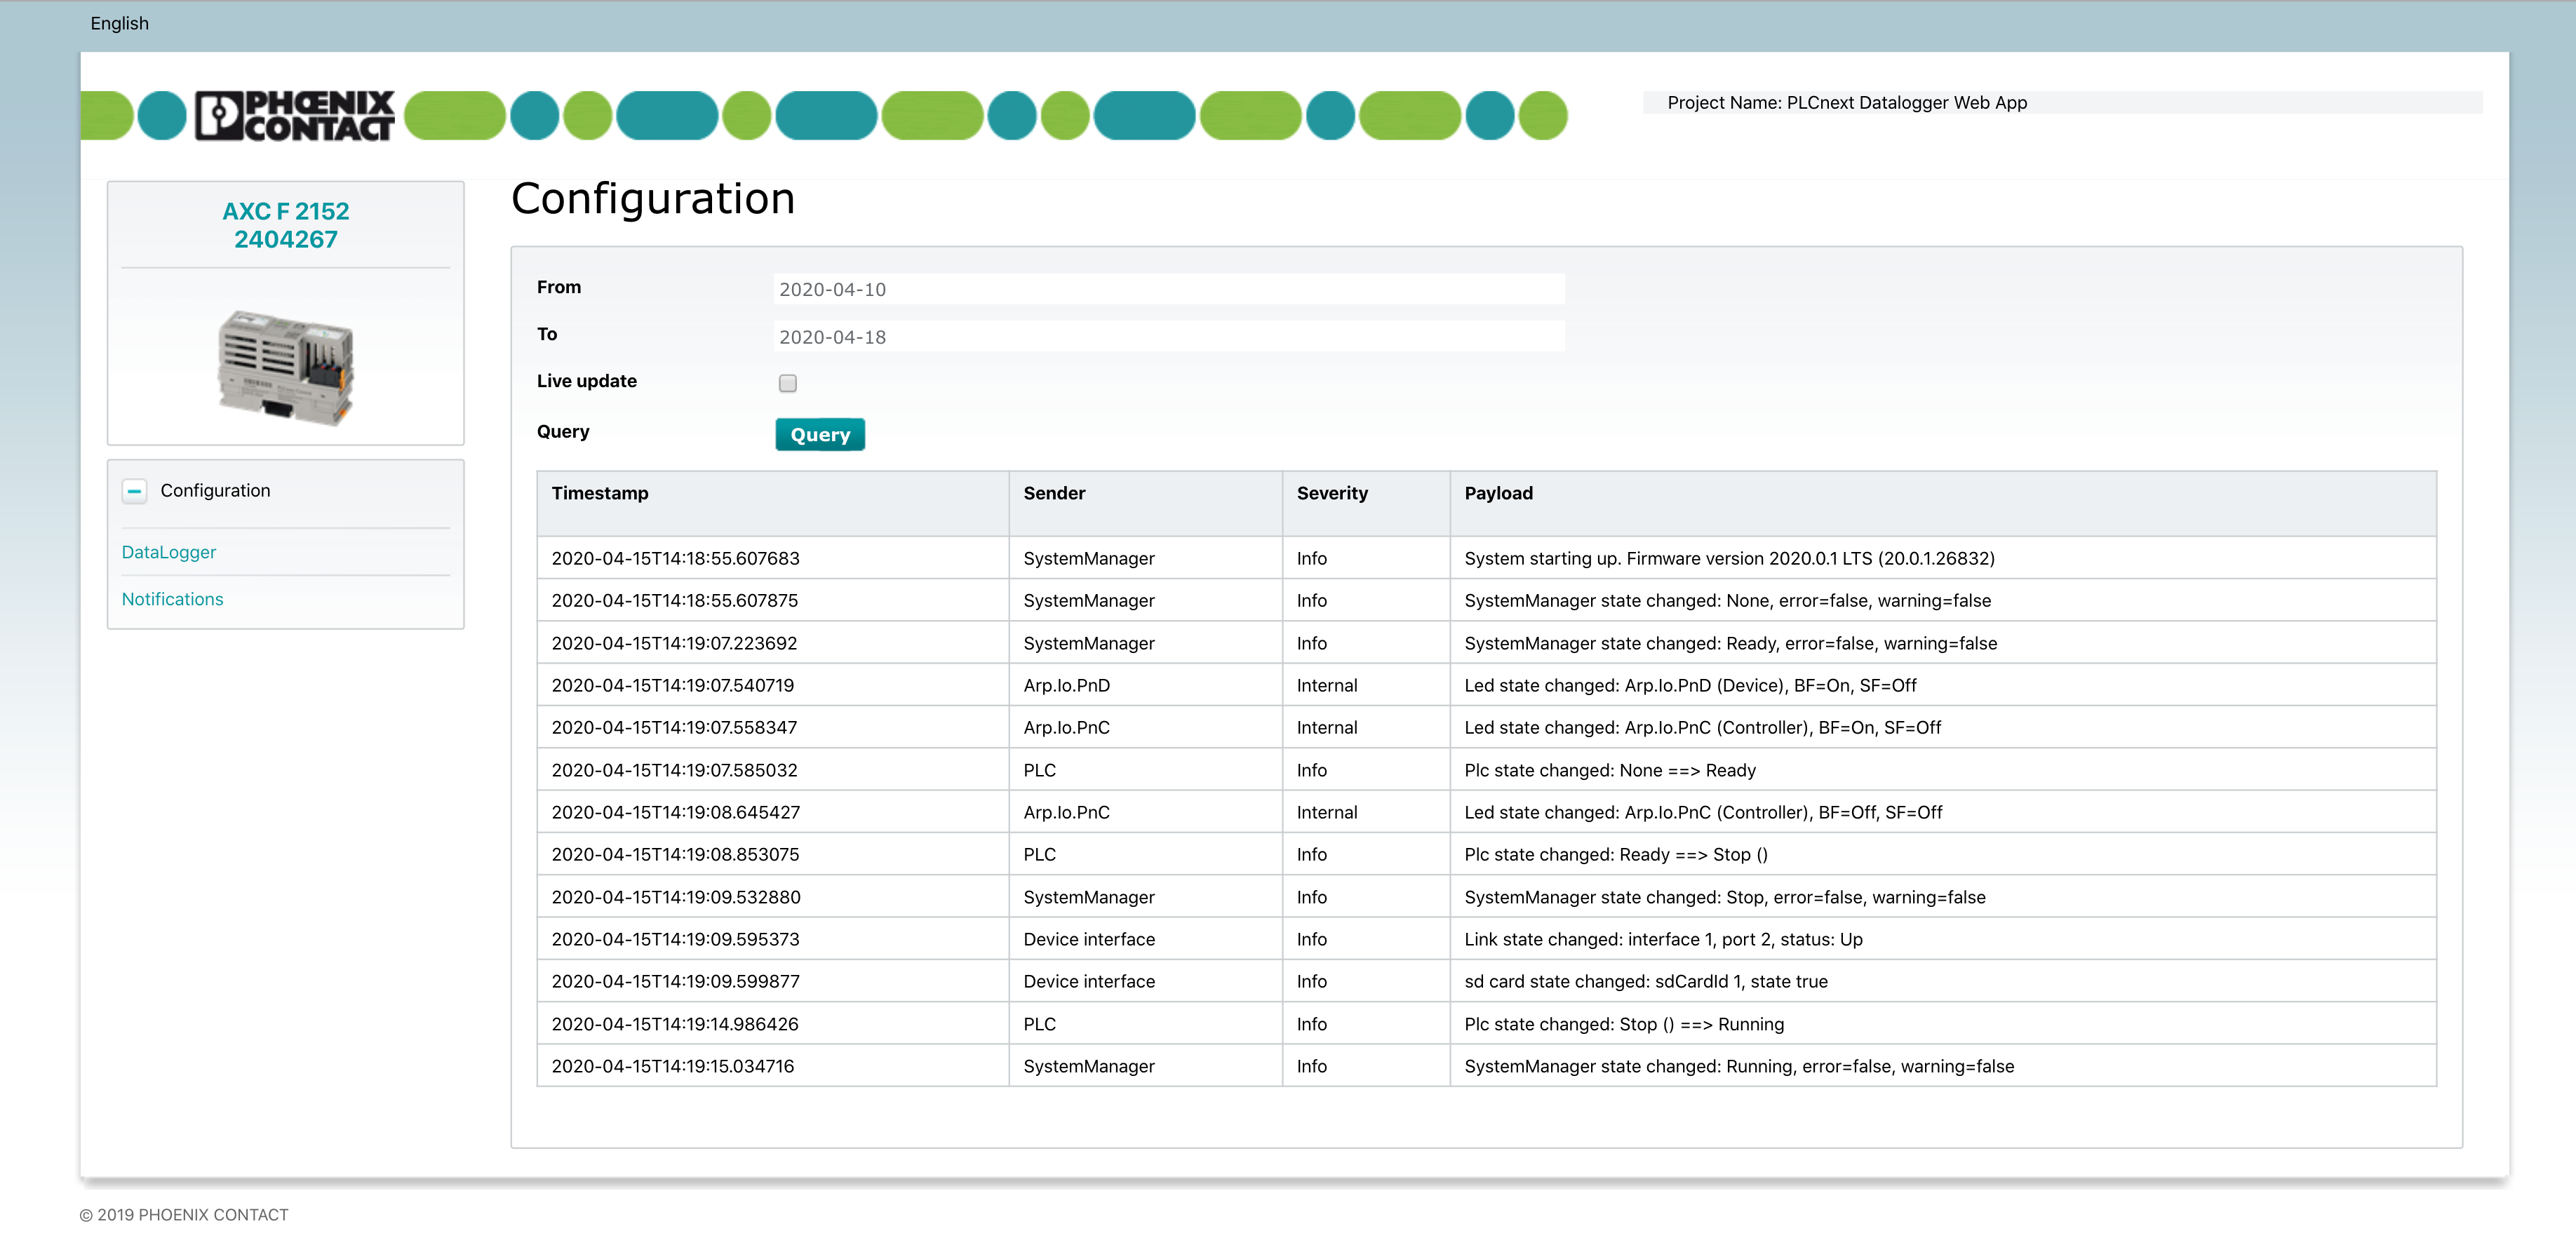 English
PHŒNIX
CONTACT
Project Name: PLCnext Datalogger Web App
AXC F 2152
2404267
Configuration
DataLogger
Notifications
Configuration
From 2020-04-10
To 2020-04-18
Live update
Query Query
Timestamp Sender Severity Payload
2020-04-15T14:18:55.607683 SystemManager Info System starting up. Firmware version 2020.0.1 LTS (20.0.1.26832)
2020-04-15T14:18:55.607875 SystemManager Info SystemManager state changed: None, error=false, warning=false
2020-04-15T14:19:07.223692 SystemManager Info SystemManager state changed: Ready, error=false, warning=false
2020-04-15T14:19:07.540719 Arp.Io.PnD Internal Led state changed: Arp.Io.PnD (Device), BF=On, SF=Off
2020-04-15T14:19:07.558347 Arp.Io.PnC Internal Led state changed: Arp.Io.PnC (Controller), BF=On, SF=Off
2020-04-15T14:19:07.585032 PLC Info Plc state changed: None ==> Ready
2020-04-15T14:19:08.645427 Arp.Io.PnC Internal Led state changed: Arp.Io.PnC (Controller), BF=Off, SF=Off
2020-04-15T14:19:08.853075 PLC Info Plc state changed: Ready ==> Stop ()
2020-04-15T14:19:09.532880 SystemManager Info SystemManager state changed: Stop, error=false, warning=false
2020-04-15T14:19:09.595373 Device interface Info Link state changed: interface 1, port 2, status: Up
2020-04-15T14:19:09.599877 Device interface Info sd card state changed: sdCardId 1, state true
2020-04-15T14:19:14.986426 PLC Info Plc state changed: Stop () ==> Running
2020-04-15T14:19:15.034716 SystemManager Info SystemManager state changed: Running, error=false, warning=false
© 2019 PHOENIX CONTACT